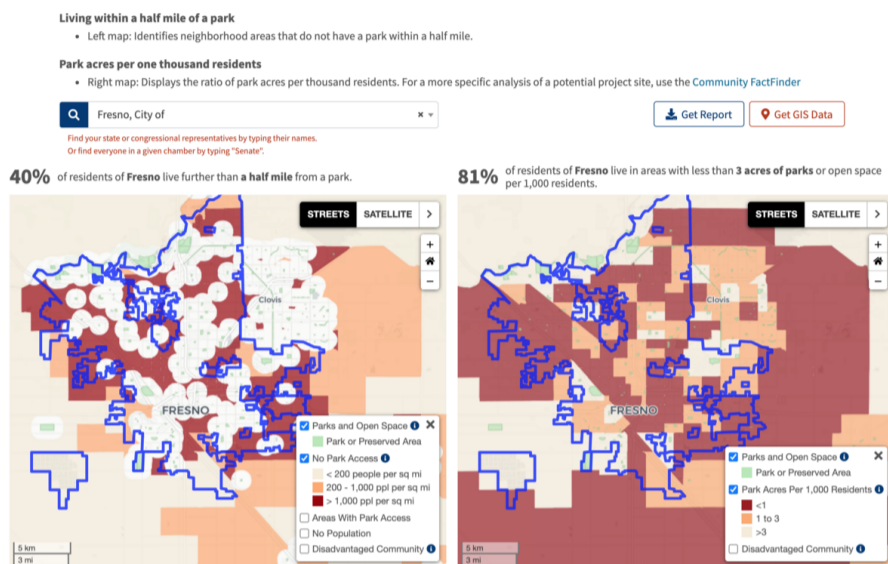 Living within a half mile of a park
• Left map: Identifies neighborhood areas that do not have a park within a half mile.
Park acres per one thousand residents
• Right map: Displays the ratio of park acres per thousand residents. For a more specific analysis of a potential project site, use the Community FactFinder
Fresno, City of
Get Report
Get GIS Data
Find your state or congressional representatives by typing their names.
Or find everyone in a given chamber by typing "Senate".
40% of residents of Fresno live further than a half mile from a park.
81% of residents of Fresno live in areas with less than 3 acres of parks or open space
per 1,000 residents.
STREETS SATELLITE
Clovis
FRESNO
Parks and Open Space
Park or Preserved Area
No Park Access
< 200 people per sq mi
200 - 1,000 ppl per sq mi
> 1,000 ppl per sq mi
Areas With Park Access
No Population
Disadvantaged Community
5 km
3 mi
STREETS SATELLITE
Clovis
FRESNO
Parks and Open Space
Park or Preserved Area
Park Acres Per 1,000 Residents
<1
1 to 3
>3
Disadvantaged Community
5 km
3 mi